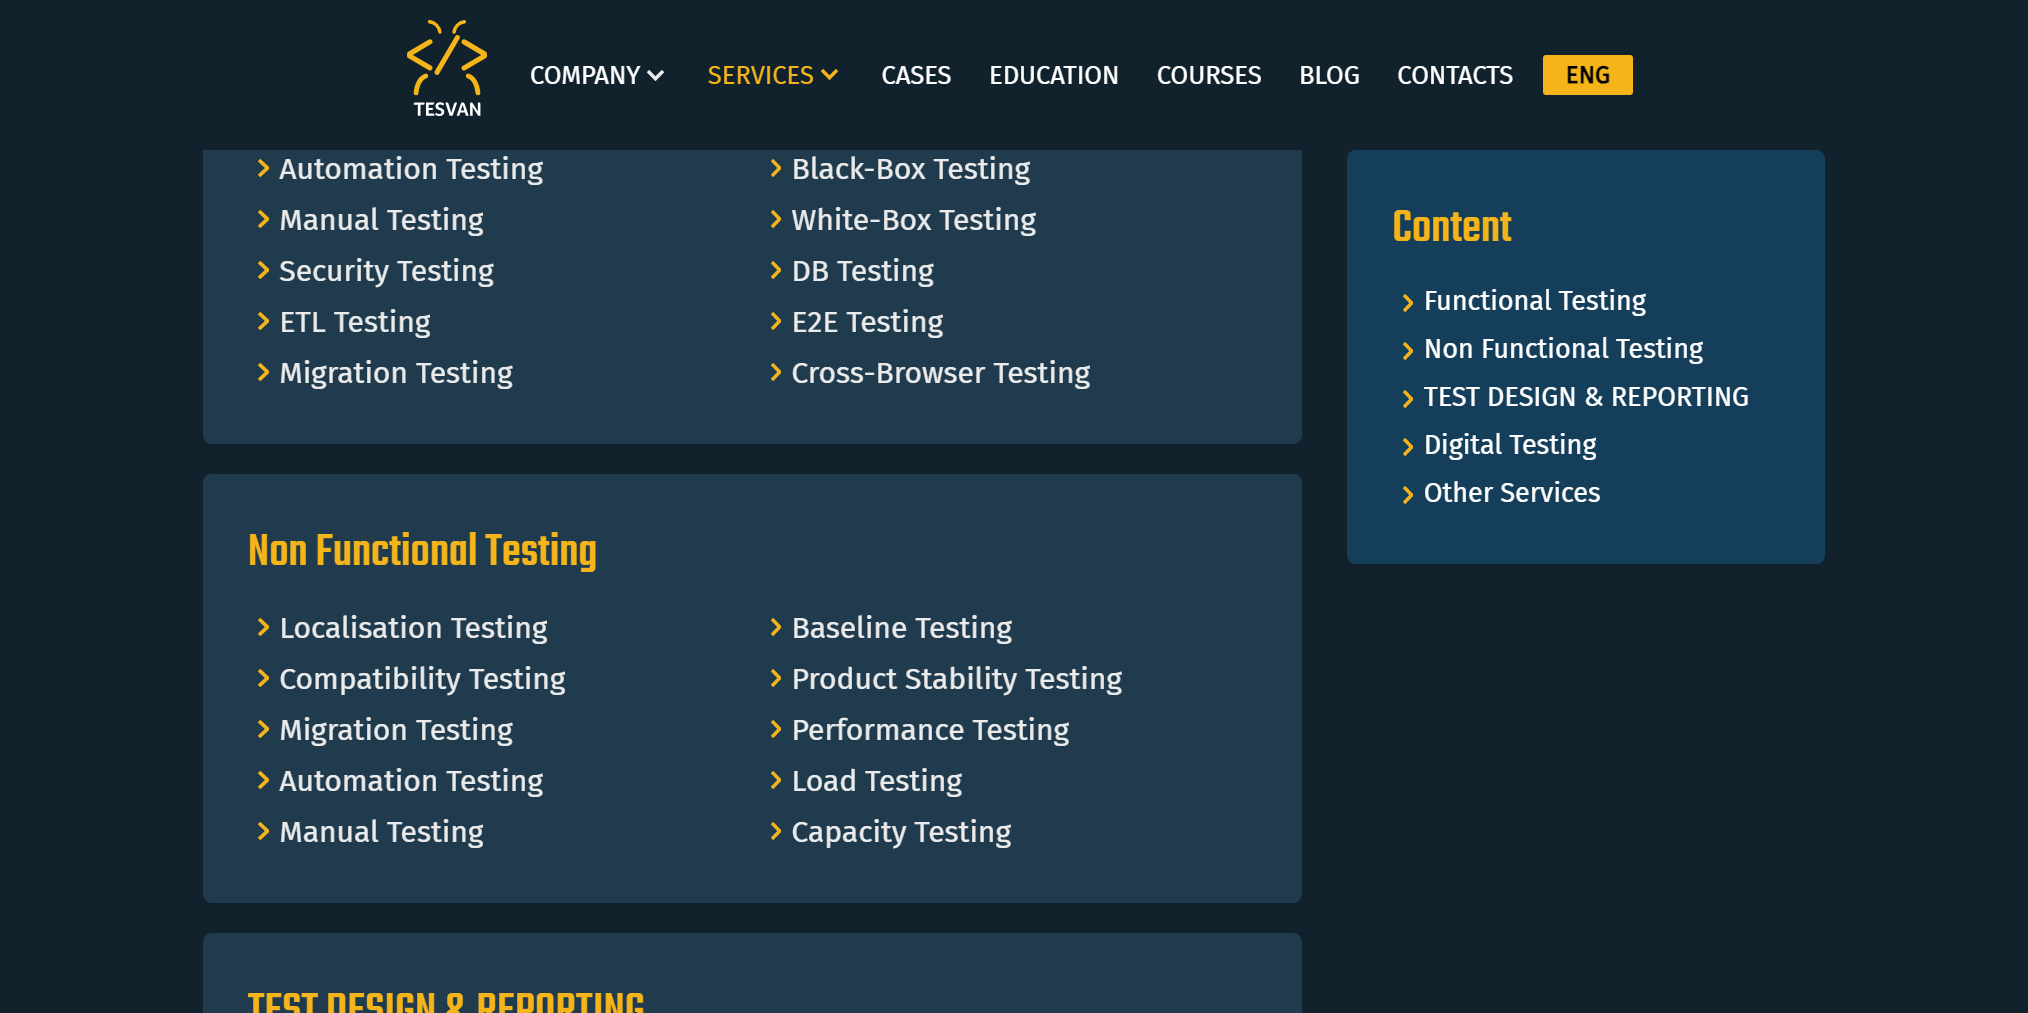 TESVAN
COMPANY
SERVICES
CASES
EDUCATION
COURSES
BLOG
CONTACTS
ENG
Automation Testing
Manual Testing
Security Testing
ETL Testing
Migration Testing
Black-Box Testing
White-Box Testing
DB Testing
E2E Testing
Cross-Browser Testing
Non Functional Testing
Localisation Testing
Compatibility Testing
Migration Testing
Automation Testing
Manual Testing
Baseline Testing
Product Stability Testing
Performance Testing
Load Testing
Capacity Testing
TEST DESIGN & REPORTING
Content
Functional Testing
Non Functional Testing
TEST DESIGN & REPORTING
Digital Testing
Other Services